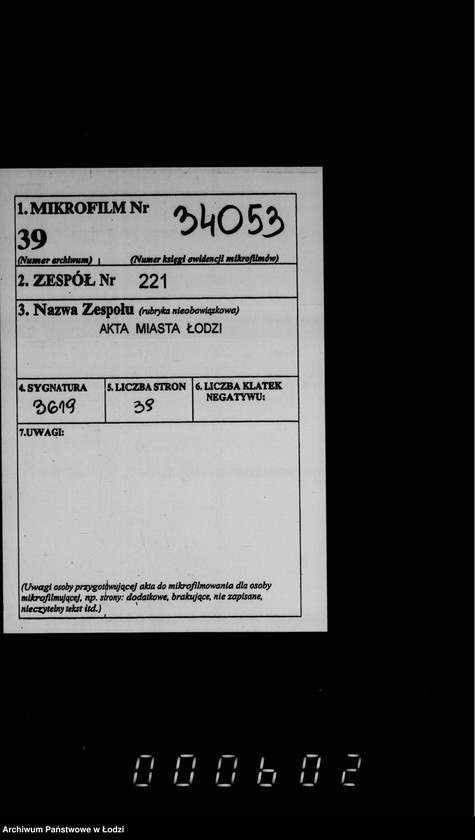 1. MIKROFILM Nr 34053
39
(Numer archiwum) (Numer księgi ewidencji mikrofilmów)
2. ZESPÓŁ Nr 221
3. Nazwa Zespołu (rubryka nieobowiązkowa)
AKTA MIASTA ŁODZI
4. SYGNATURA 5. LICZBA STRON 6. LICZBA KLATEK
NEGATYWU:
3619 38
7.UWAGI:
(Uwagi osoby przygotowującej akta do mikrofilmowania dla osoby
mikrofilmującej, np. strony: dodatkowe, brakujące, nie zapisane,
nieczytelny tekst itd.)
000602
Archiwum Państwowe w Łodzi